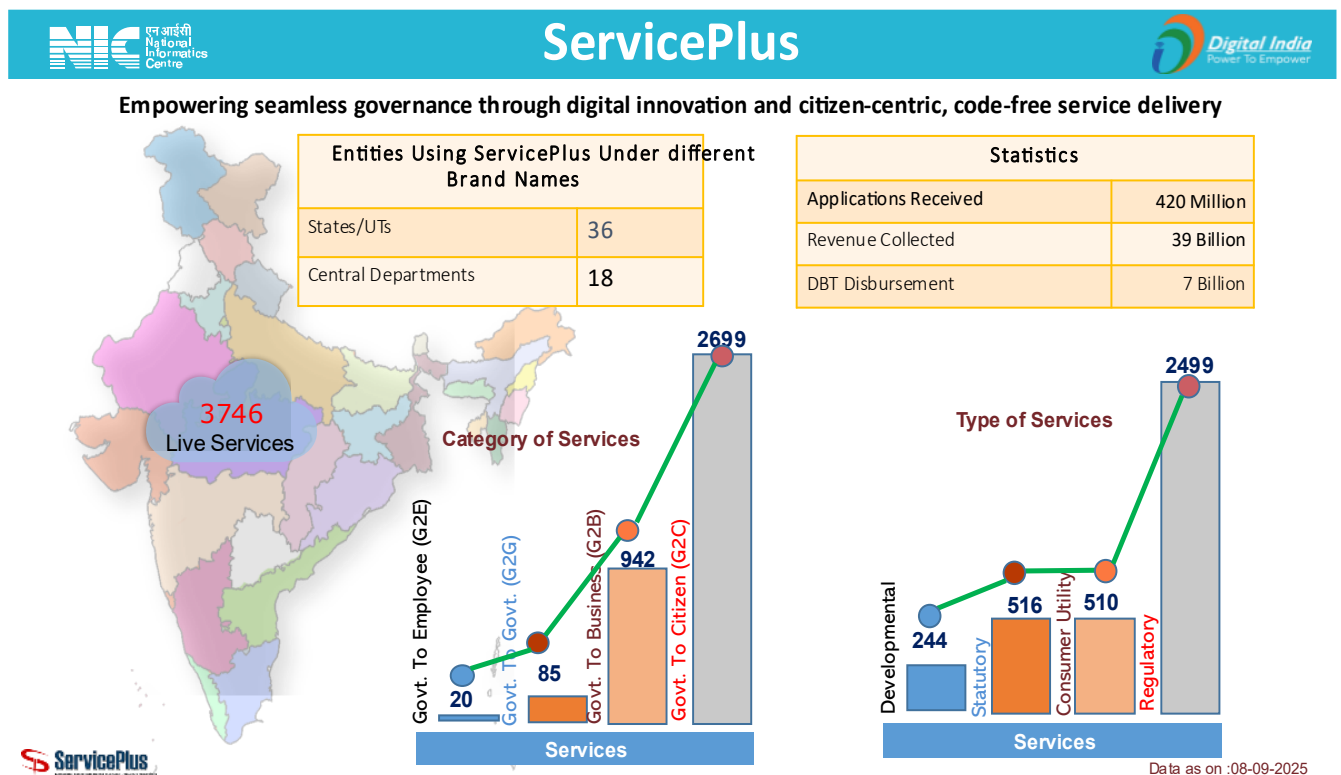 एन आई सी
NIC National
Informatics
Centre
ServicePlus
Digital India
Power To Empower
Empowering seamless governance through digital innovation and citizen-centric, code-free service delivery
Entities Using ServicePlus Under different
Brand Names
States/UTs 36
Central Departments 18
Statistics
Applications Received 420 Million
Revenue Collected 39 Billion
DBT Disbursement 7 Billion
3746
Live Services
Category of Services
Govt. To Employee (G2E)
20
Govt. To Govt. (G2G)
85
Govt. To Business (G2B)
942
Govt. To Citizen (G2C)
2699
Services
Type of Services
Developmental
244
Statutory
516
Consumer Utility
510
Regulatory
2499
Services
ServicePlus
Data as on :08-09-2025